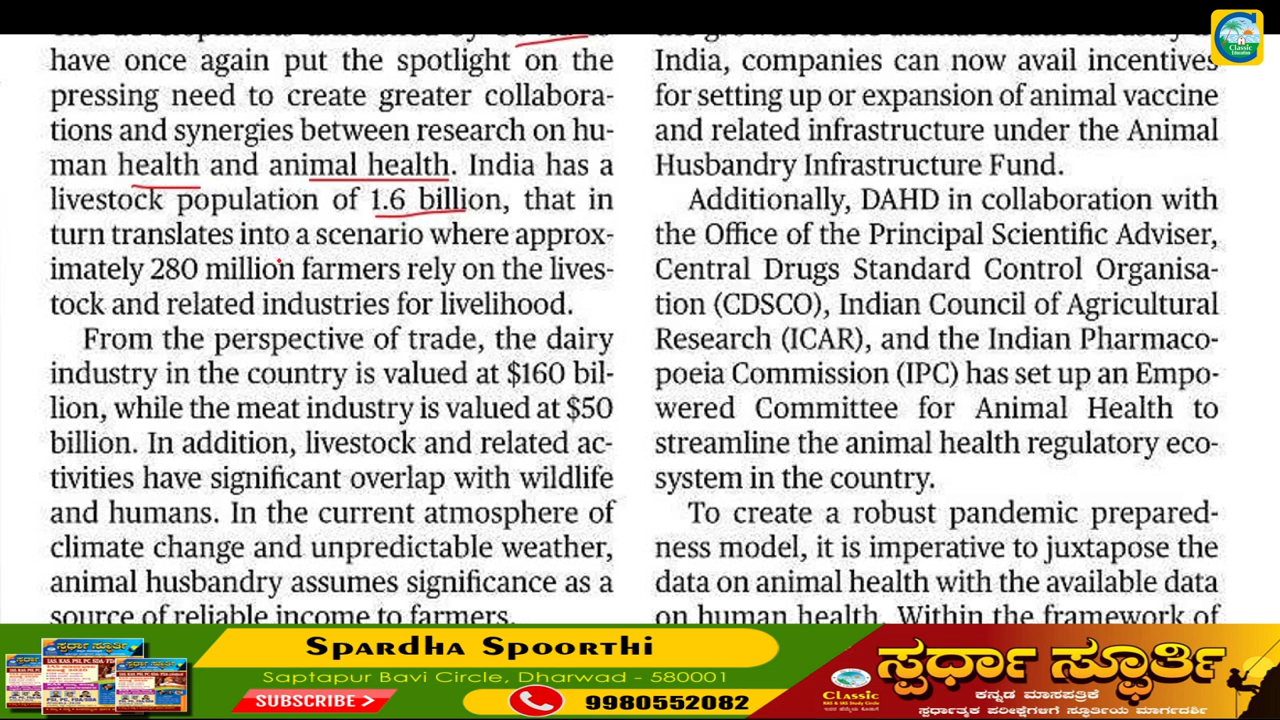 have once again put the spotlight on the
pressing need to create greater collabora-
tions and synergies between research on hu-
man health and animal health. India has a
livestock population of 1.6 billion, that in
turn translates into a scenario where approx-
imately 280 million farmers rely on the lives-
tock and related industries for livelihood.
From the perspective of trade, the dairy
industry in the country is valued at $160 bil-
lion, while the meat industry is valued at $50
billion. In addition, livestock and related ac-
tivities have significant overlap with wildlife
and humans. In the current atmosphere of
climate change and unpredictable weather,
animal husbandry assumes significance as a
source of reliable income to farmers.
India, companies can now avail incentives
for setting up or expansion of animal vaccine
and related infrastructure under the Animal
Husbandry Infrastructure Fund.
Additionally, DAHD in collaboration with
the Office of the Principal Scientific Adviser,
Central Drugs Standard Control Organisa-
tion (CDSCO), Indian Council of Agricultural
Research (ICAR), and the Indian Pharmaco-
poeia Commission (IPC) has set up an Empo-
wered Committee for Animal Health to
streamline the animal health regulatory eco-
system in the country.
To create a robust pandemic prepared-
ness model, it is imperative to juxtapose the
data on animal health with the available data
on human health. Within the framework of
Classic
Education
Spardha Spoorthi
Saptapur Bavi Circle, Dharwad - 580001
SUBSCRIBE
9980552082
ಸ್ಪರ್ಧಾ ಸ್ಫೂರ್ತಿ
ಕನ್ನಡ ಮಾಸಪತ್ರಿಕೆ
ಸ್ಪರ್ಧಾತ್ಮಕ ಪರೀಕ್ಷೆಗಳಿಗೆ ಸ್ಫೂರ್ತಿಯ ಮಾರ್ಗದರ್ಶಿ
Classic
KAS & IAS Study Circle